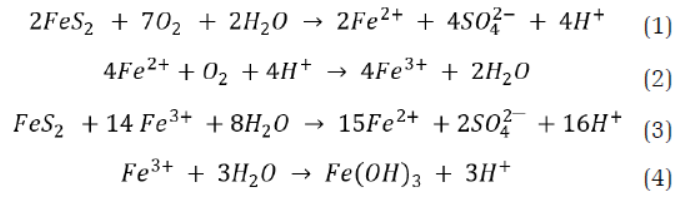 2FeS₂ + 7O₂ + 2H₂O → 2Fe²⁺ + 4SO₄²⁻ + 4H⁺ (1)
4Fe²⁺ + O₂ + 4H⁺ → 4Fe³⁺ + 2H₂O (2)
FeS₂ + 14 Fe³⁺ + 8H₂O → 15Fe²⁺ + 2SO₄²⁻ + 16H⁺ (3)
Fe³⁺ + 3H₂O → Fe(OH)₃ + 3H⁺ (4)